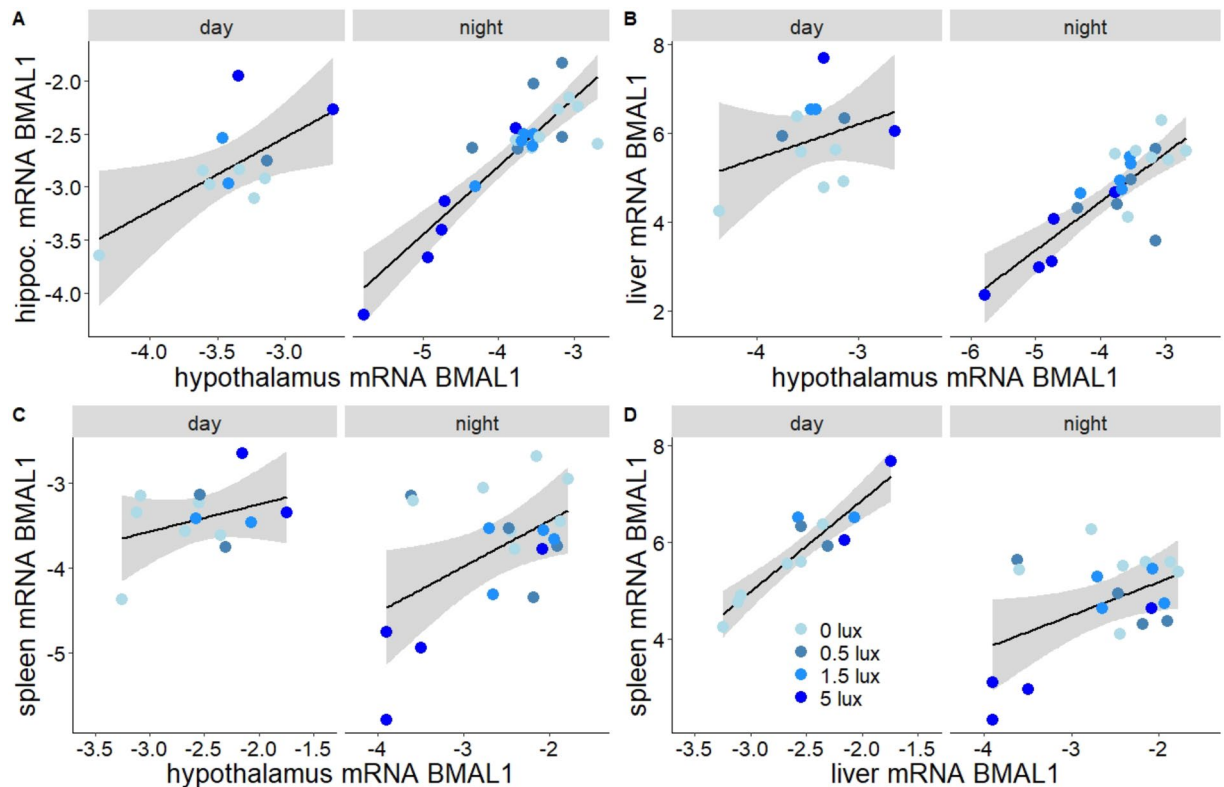 A
B
day
night
day
night
hippoc. mRNA BMAL1
-2.0
-2.5
-3.0
-3.5
-4.0
-4.0
-3.5
-3.0
-5
-4
-3
hypothalamus mRNA BMAL1
liver mRNA BMAL1
8
6
4
2
-4
-3
-6
-5
-4
-3
hypothalamus mRNA BMAL1
C
D
day
night
day
night
spleen mRNA BMAL1
-3
-4
-5
-3.5
-3.0
-2.5
-2.0
-1.5
-4
-3
-2
hypothalamus mRNA BMAL1
spleen mRNA BMAL1
8
6
4
0 lux
0.5 lux
1.5 lux
5 lux
-3.5
-3.0
-2.5
-2.0
-1.5
-4
-3
-2
liver mRNA BMAL1